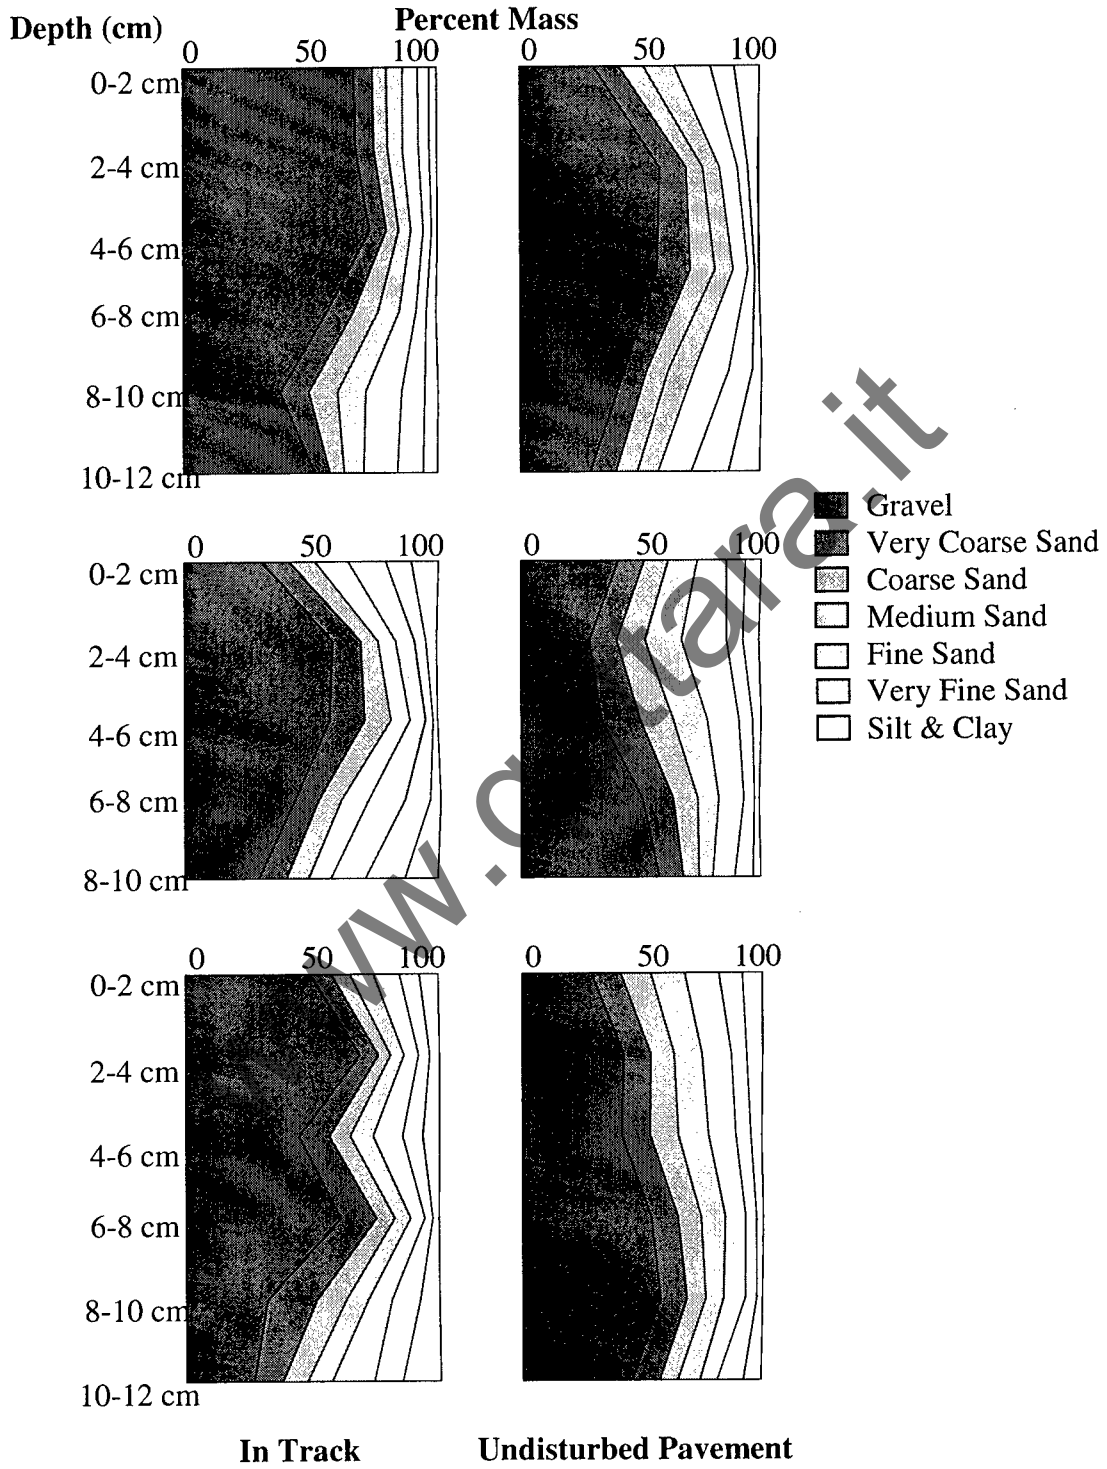 Percent Mass
Depth (cm)
0 50 100
0 50 100
0-2 cm
2-4 cm
4-6 cm
6-8 cm
8-10 cm
10-12 cm
Gravel
Very Coarse Sand
Coarse Sand
Medium Sand
Fine Sand
Very Fine Sand
Silt & Clay
0 50 100
0 50 100
0-2 cm
2-4 cm
4-6 cm
6-8 cm
8-10 cm
0 50 100
0 50 100
0-2 cm
2-4 cm
4-6 cm
6-8 cm
8-10 cm
10-12 cm
In Track
Undisturbed Pavement